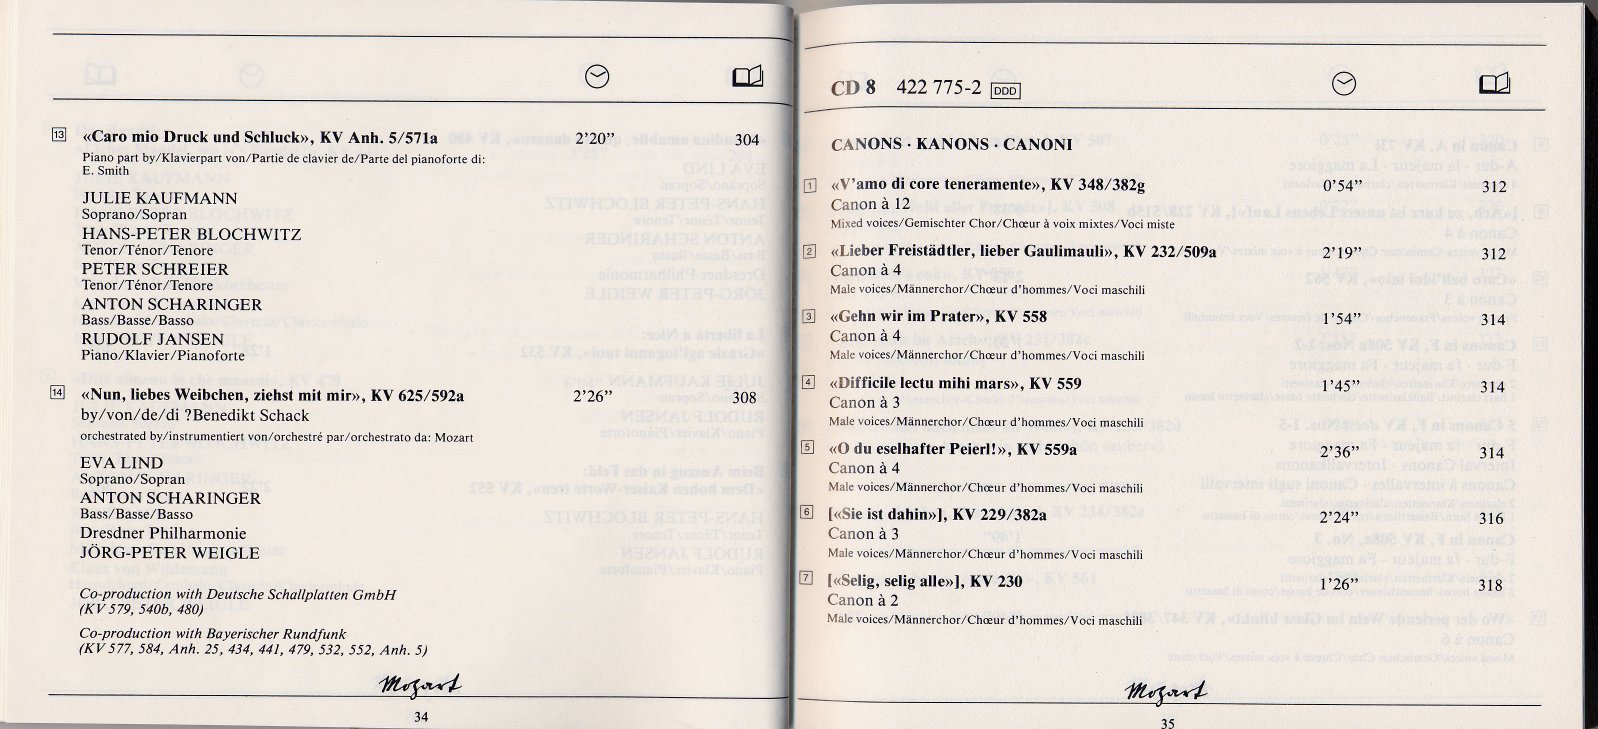 13 «Caro mio Druck und Schluck», KV Anh. 5/571a 2’20’’ 304
Piano part by/Klavierpart von/Partie de clavier de/Parte del pianoforte di:
E. Smith
JULIE KAUFMANN
Soprano/Sopran
HANS-PETER BLOCHWITZ
Tenor/Ténor/Tenore
PETER SCHREIER
Tenor/Ténor/Tenore
ANTON SCHARINGER
Bass/Basse/Basso
RUDOLF JANSEN
Piano/Klavier/Pianoforte
14 «Nun, liebes Weibchen, ziehst mit mir», KV 625/592a 2’26’’ 308
by/von/de/di ?Benedikt Schack
orchestrated by/instrumentiert von/orchestré par/orchestrato da: Mozart
EVA LIND
Soprano/Sopran
ANTON SCHARINGER
Bass/Basse/Basso
Dresdner Philharmonie
JÖRG-PETER WEIGLE
Co-production with Deutsche Schallplatten GmbH
(KV 579, 540b, 480)
Co-production with Bayerischer Rundfunk
(KV 577, 584, Anh. 25, 434, 441, 479, 532, 552, Anh. 5)
Mozart
34
CD 8 422 775-2 DDD
CANONS · KANONS · CANONI
1 «V’amo di core teneramente», KV 348/382g 0’54’’ 312
Canon à 12
Mixed voices/Gemischter Chor/Chœur à voix mixtes/Voci miste
2 «Lieber Freistädtler, lieber Gaulimauli», KV 232/509a 2’19’’ 312
Canon à 4
Male voices/Männerchor/Chœur d’hommes/Voci maschili
3 «Gehn wir im Prater», KV 558 1’54’’ 314
Canon à 4
Male voices/Männerchor/Chœur d’hommes/Voci maschili
4 «Difficile lectu mihi mars», KV 559 1’45’’ 314
Canon à 3
Male voices/Männerchor/Chœur d’hommes/Voci maschili
5 «O du eselhafter Peierl!», KV 559a 2’36’’ 314
Canon à 4
Male voices/Männerchor/Chœur d’hommes/Voci maschili
6 [«Sie ist dahin»], KV 229/382a 2’24’’ 316
Canon à 3
Male voices/Männerchor/Chœur d’hommes/Voci maschili
7 [«Selig, selig alle»], KV 230 1’26’’ 318
Canon à 2
Male voices/Männerchor/Chœur d’hommes/Voci maschili
Mozart
35